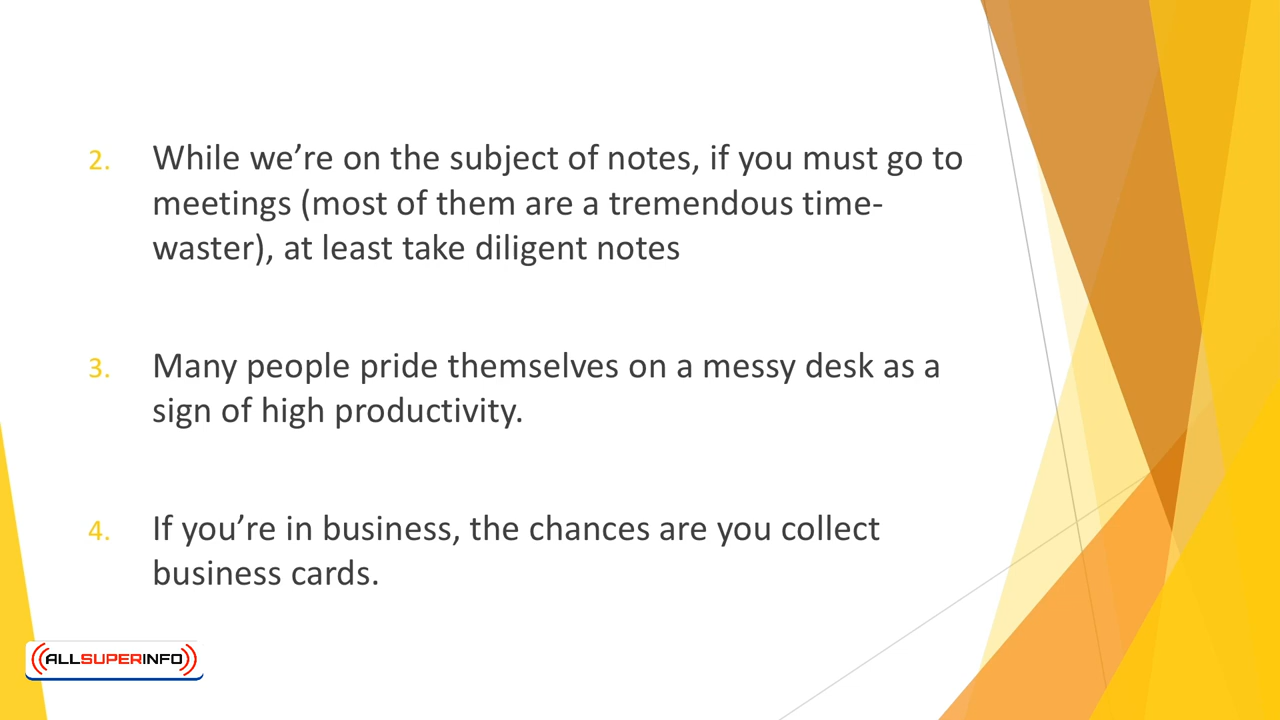 2. While we’re on the subject of notes, if you must go to
meetings (most of them are a tremendous time-
waster), at least take diligent notes
3. Many people pride themselves on a messy desk as a
sign of high productivity.
4. If you’re in business, the chances are you collect
business cards.
ALLSUPERINFO